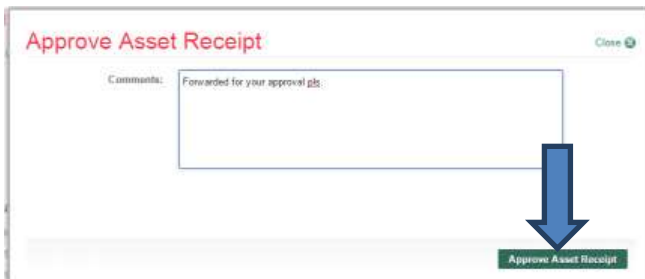 Approve Asset Receipt
Close
Comments:
Forwarded for your approval pls
Approve Asset Receipt